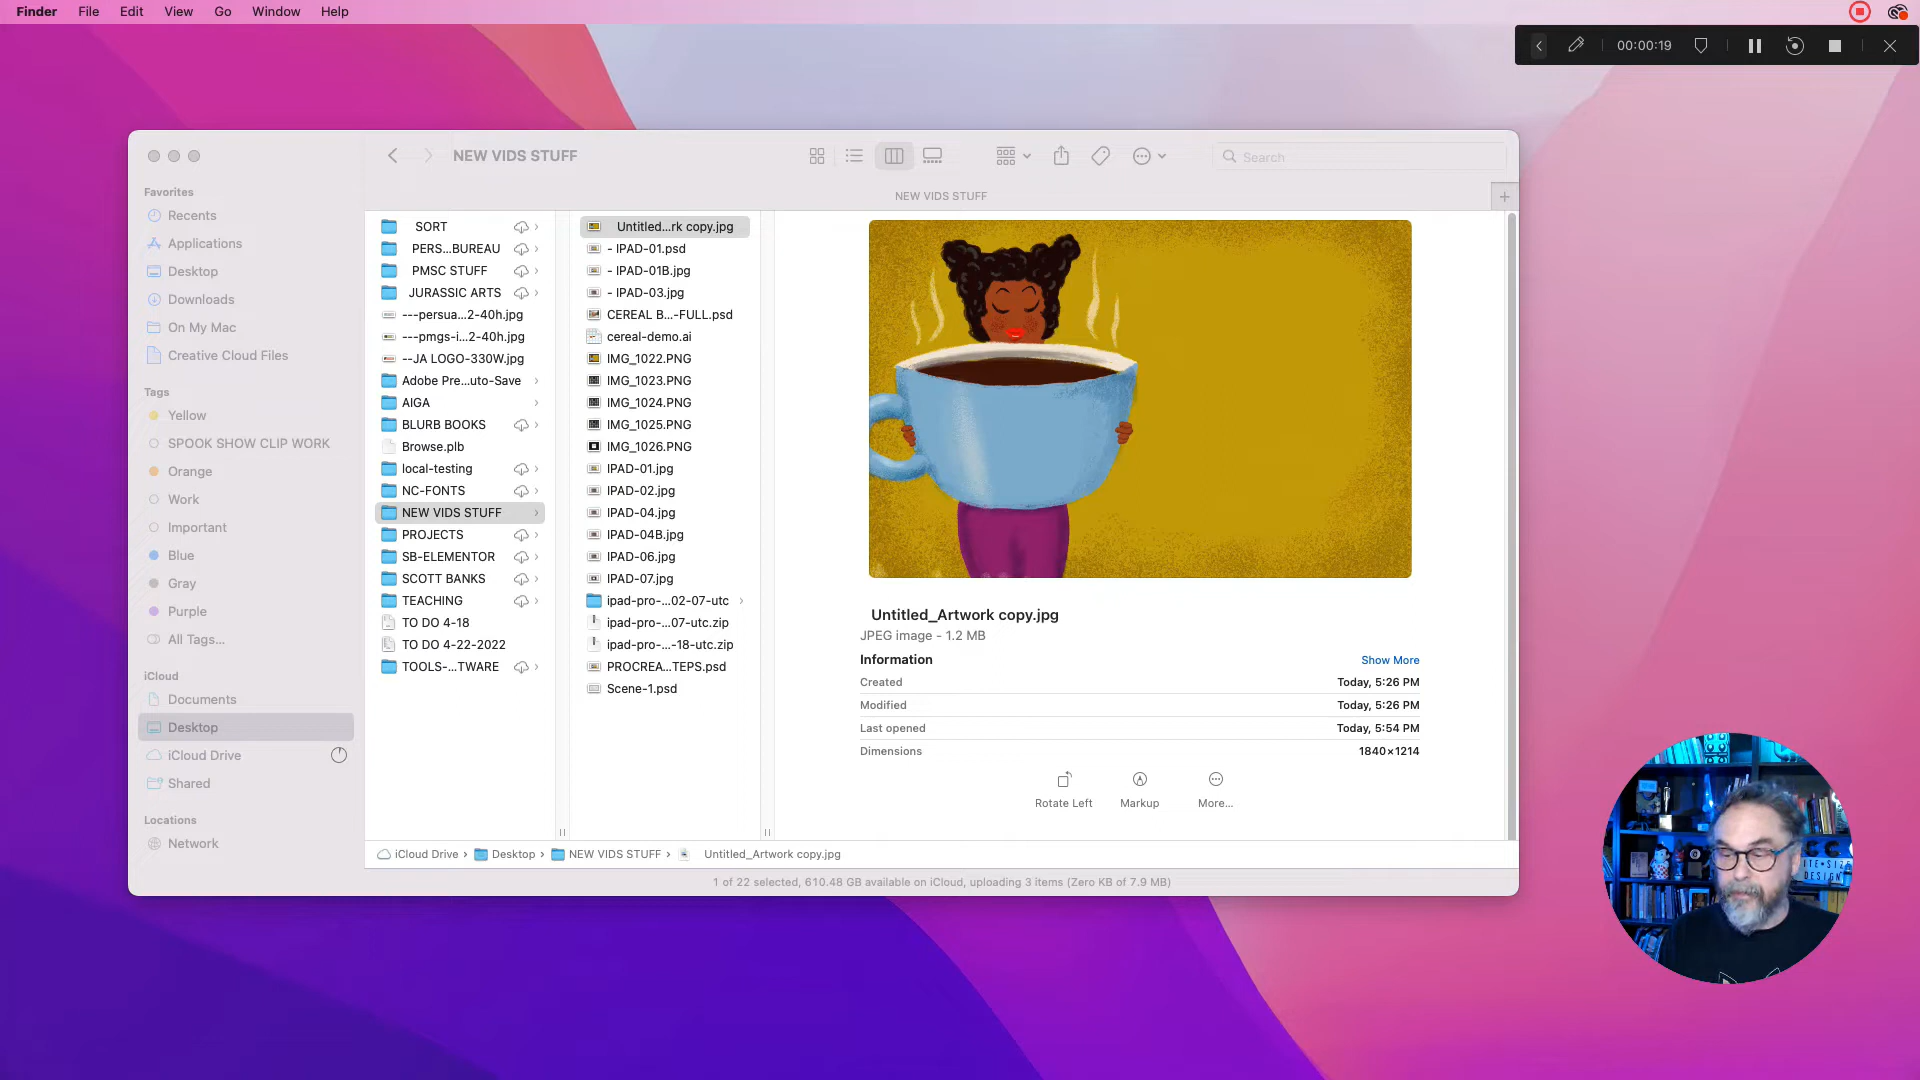 Finder File Edit View Go Window Help
00:00:19
NEW VIDS STUFF
Search
NEW VIDS STUFF
Favorites
Recents
Applications
Desktop
Downloads
On My Mac
Creative Cloud Files
Tags
Yellow
SPOOK SHOW CLIP WORK
Orange
Work
Important
Blue
Gray
Purple
All Tags...
iCloud
Documents
Desktop
iCloud Drive
Shared
Locations
Network
SORT
PERS...BUREAU
PMSC STUFF
JURASSIC ARTS
---persua...2-40h.jpg
---pmgs-i...2-40h.jpg
--JA LOGO-330W.jpg
Adobe Pre...uto-Save
AIGA
BLURB BOOKS
Browse.plb
local-testing
NC-FONTS
NEW VIDS STUFF
PROJECTS
SB-ELEMENTOR
SCOTT BANKS
TEACHING
TO DO 4-18
TO DO 4-22-2022
TOOLS-...TWARE
Untitled...rk copy.jpg
- IPAD-01.psd
- IPAD-01B.jpg
- IPAD-03.jpg
CEREAL B...-FULL.psd
cereal-demo.ai
IMG_1022.PNG
IMG_1023.PNG
IMG_1024.PNG
IMG_1025.PNG
IMG_1026.PNG
IPAD-01.jpg
IPAD-02.jpg
IPAD-04.jpg
IPAD-04B.jpg
IPAD-06.jpg
IPAD-07.jpg
ipad-pro-...02-07-utc
ipad-pro-...07-utc.zip
ipad-pro-...-18-utc.zip
PROCREA...TEPS.psd
Scene-1.psd
Untitled_Artwork copy.jpg
JPEG image - 1.2 MB
Information Show More
Created Today, 5:26 PM
Modified Today, 5:26 PM
Last opened Today, 5:54 PM
Dimensions 1840×1214
Rotate Left Markup More...
iCloud Drive › Desktop › NEW VIDS STUFF › Untitled_Artwork copy.jpg
1 of 22 selected, 610.48 GB available on iCloud, uploading 3 items (Zero KB of 7.9 MB)
DESIGN